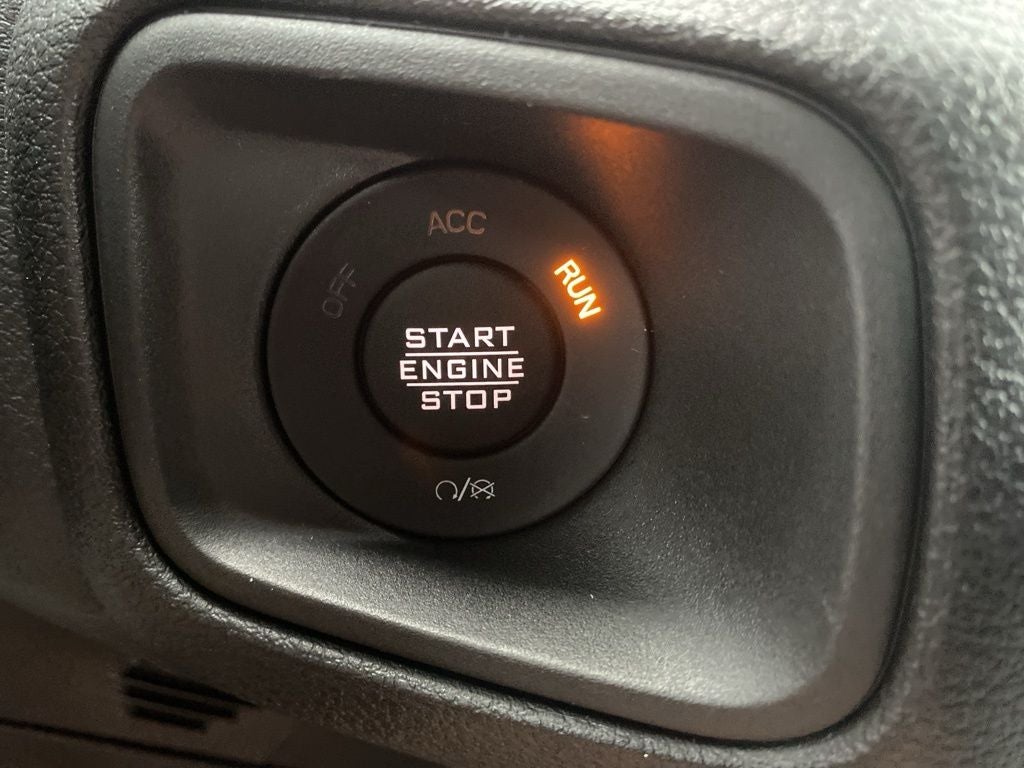 ACC
OFF
RUN
START
ENGINE
STOP